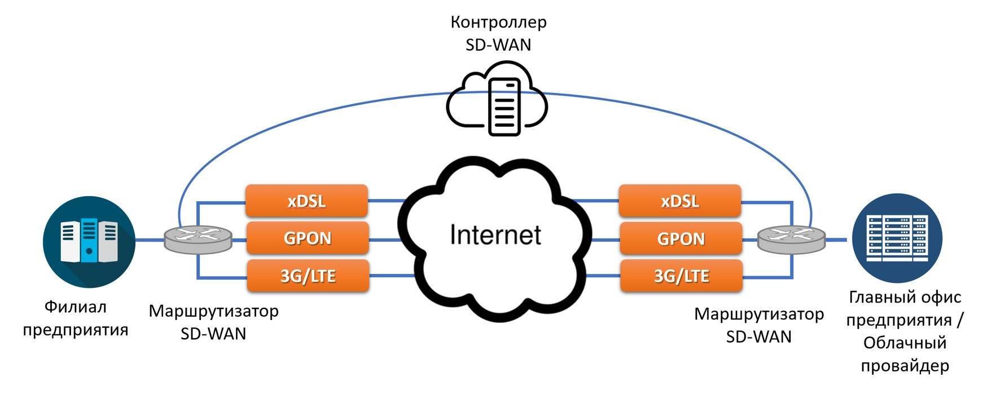 Контроллер
SD-WAN
xDSL
GPON
3G/LTE
Internet
xDSL
GPON
3G/LTE
Филиал
предприятия
Маршрутизатор
SD-WAN
Маршрутизатор
SD-WAN
Главный офис
предприятия /
Облачный
провайдер